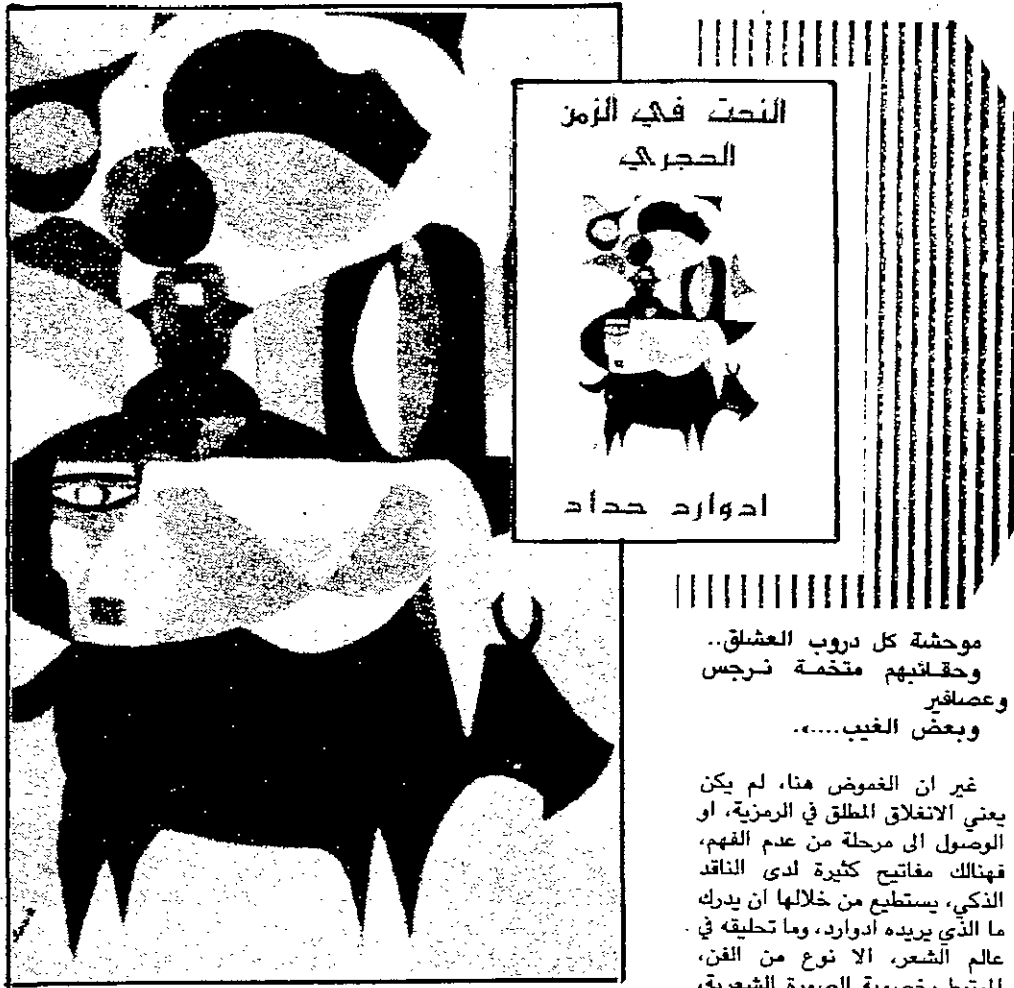 النحت في الزمن
الحجري
ادوارد حداد
موحشة كل دروب العشاق..
وحقائبهم متخمة نرجس
وعصافير
وبعض الغيب....».
غير ان الغموض هنا، لم يكن
يعني الانغلاق المطلق في الرمزية، او
الوصول الى مرحلة من عدم الفهم،
فهنالك مفاتيح كثيرة لدى الناقد
الذكي، يستطيع من خلالها ان يدرك
ما الذي يريده ادوارد، وما تحليقه في
عالم الشعر، الا نوع من الفن،
بخصوبة الصورة الشعرية،